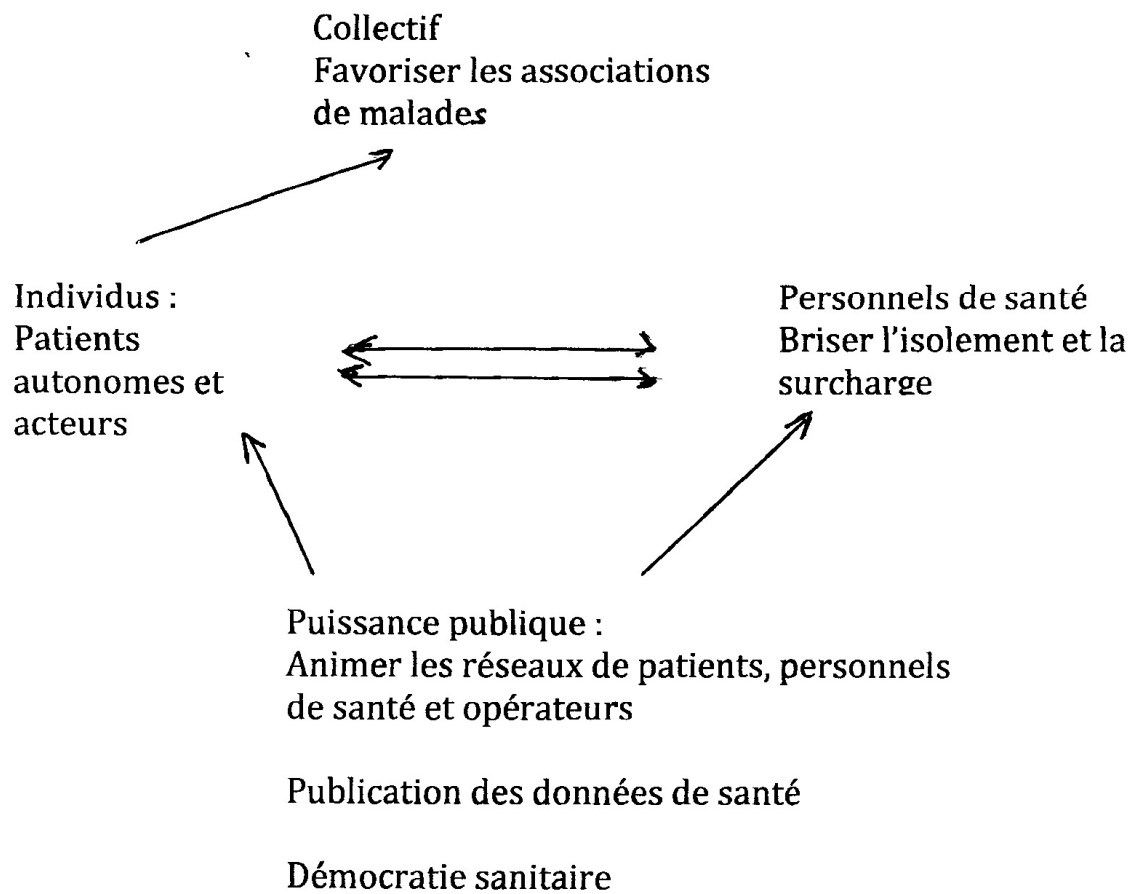 Collectif
Favoriser les associations
de malades
Individus :
Patients
autonomes et
acteurs
Personnels de santé
Briser l'isolement et la
surcharge
Puissance publique :
Animer les réseaux de patients, personnels
de santé et opérateurs
Publication des données de santé
Démocratie sanitaire